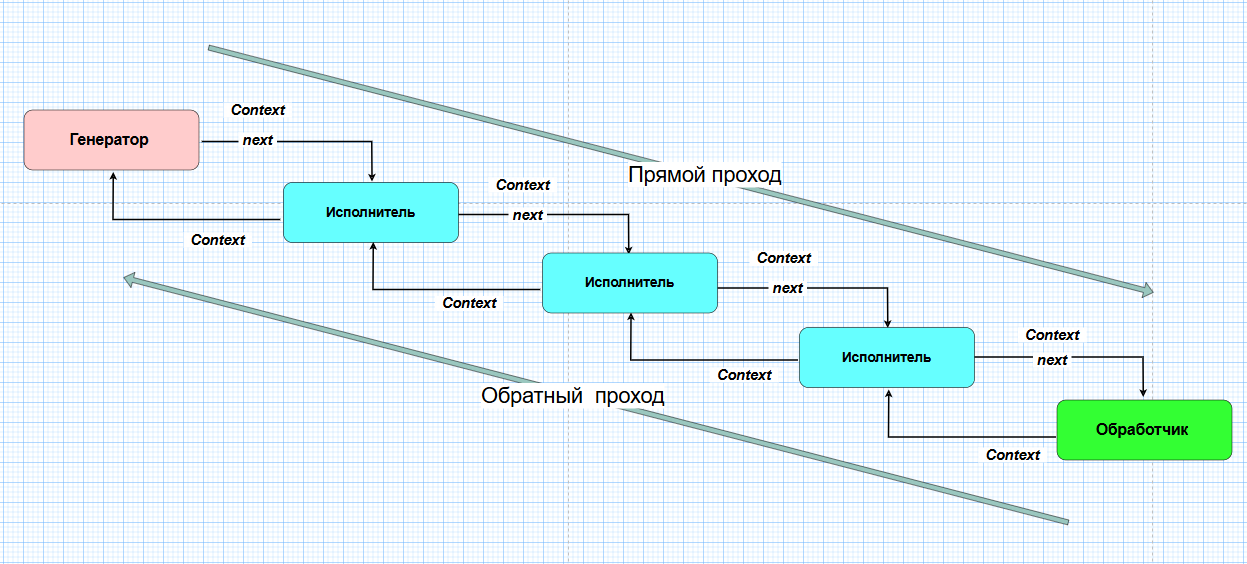 Context
Генератор
next
Прямой проход
Context
Исполнитель
next
Context
Context
Исполнитель
next
Context
Context
Исполнитель
next
Context
Обратный проход
Обработчик
Context